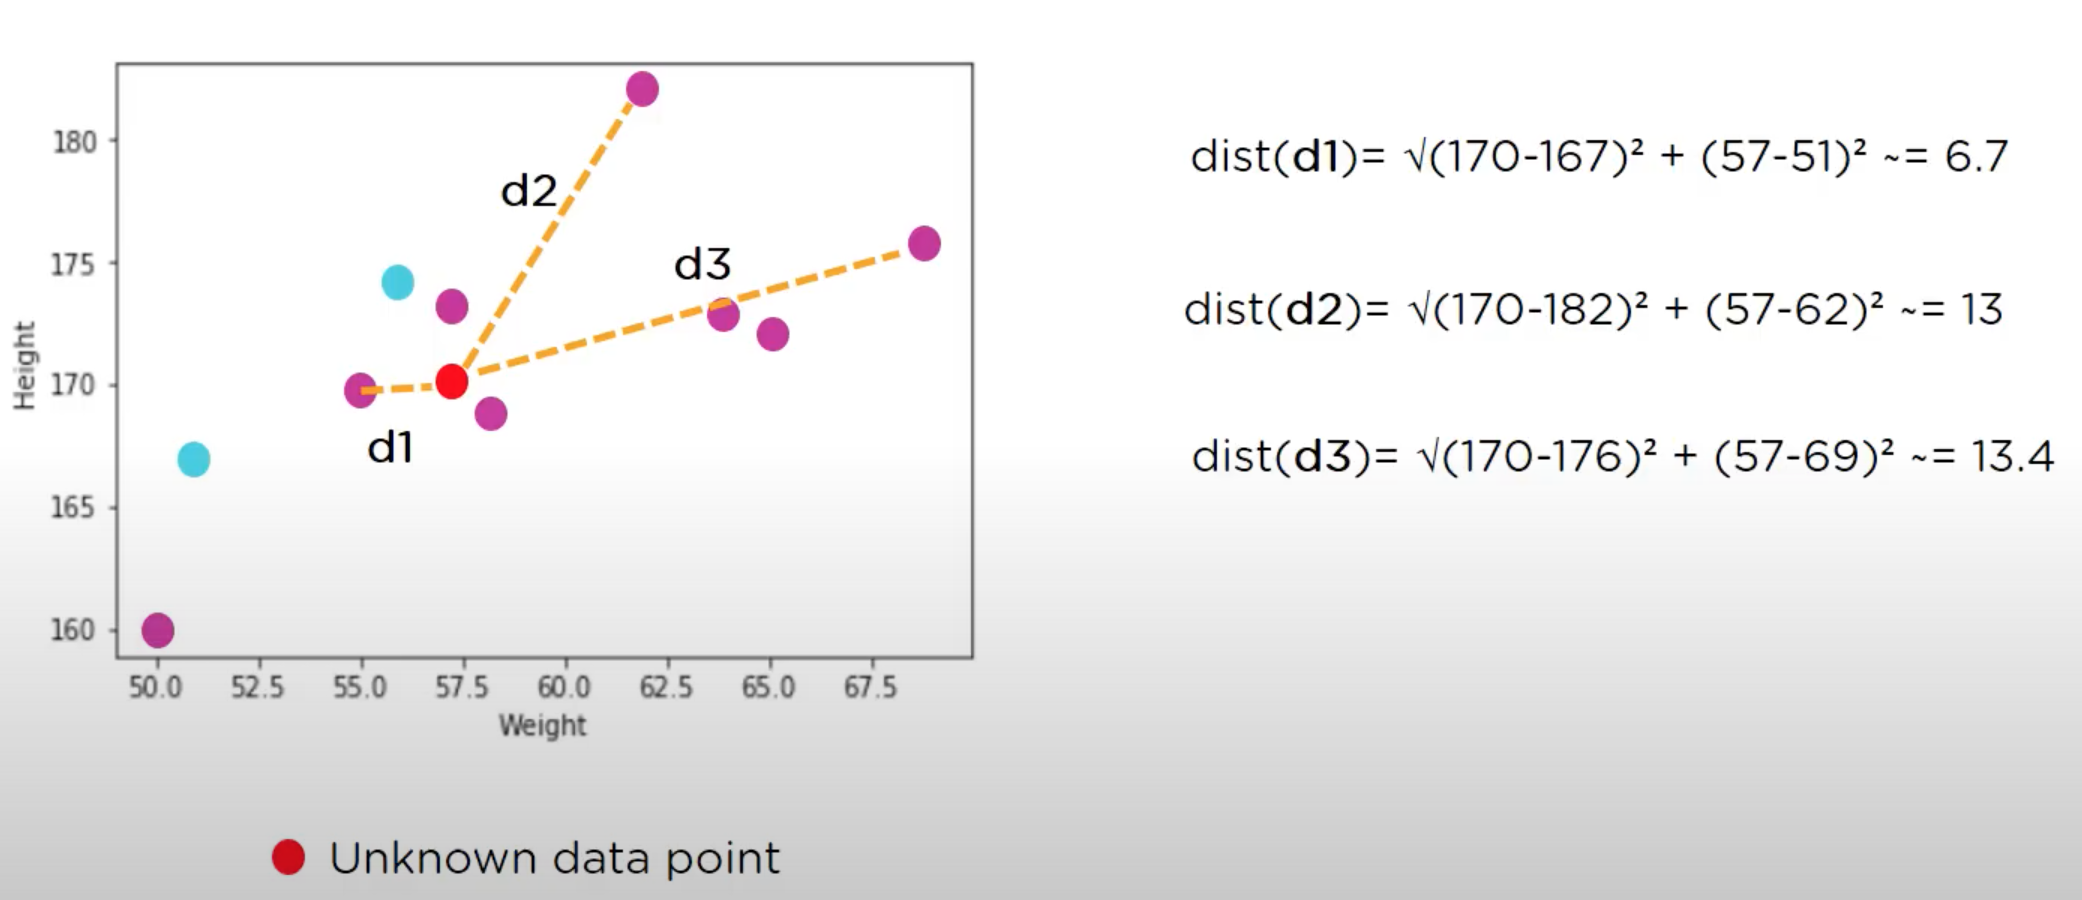 d2
d3
d1
180
175
170
165
160
Height
50.0 52.5 55.0 57.5 60.0 62.5 65.0 67.5
Weight
Unknown data point
dist(d1)= √(170-167)² + (57-51)² ~= 6.7
dist(d2)= √(170-182)² + (57-62)² ~= 13
dist(d3)= √(170-176)² + (57-69)² ~= 13.4